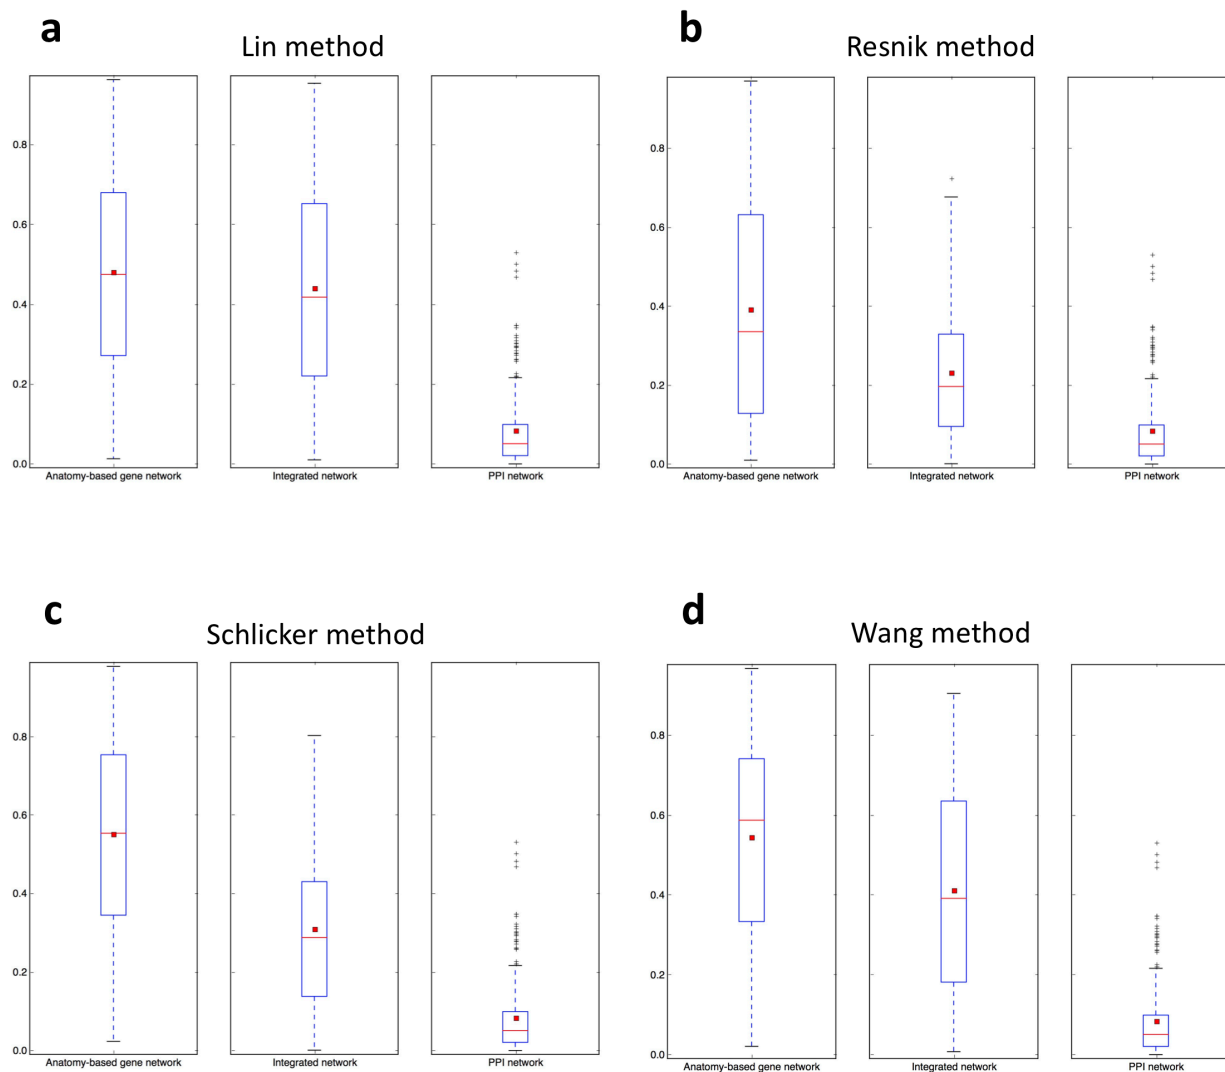 a
Lin method
0.8
0.6
0.4
0.2
0.0
Anatomy-based gene network
Integrated network
PPI network
b
Resnik method
0.8
0.6
0.4
0.2
0.0
Anatomy-based gene network
Integrated network
PPI network
c
Schlicker method
0.8
0.6
0.4
0.2
0.0
Anatomy-based gene network
Integrated network
PPI network
d
Wang method
0.8
0.6
0.4
0.2
0.0
Anatomy-based gene network
Integrated network
PPI network